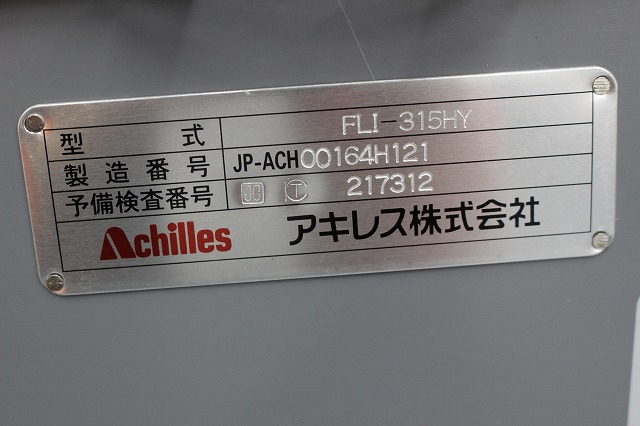 型 式 FLI-315HY
製造番号 JP-ACH00164H121
予備検査番号 JG 工 217312
Achilles アキレス株式会社